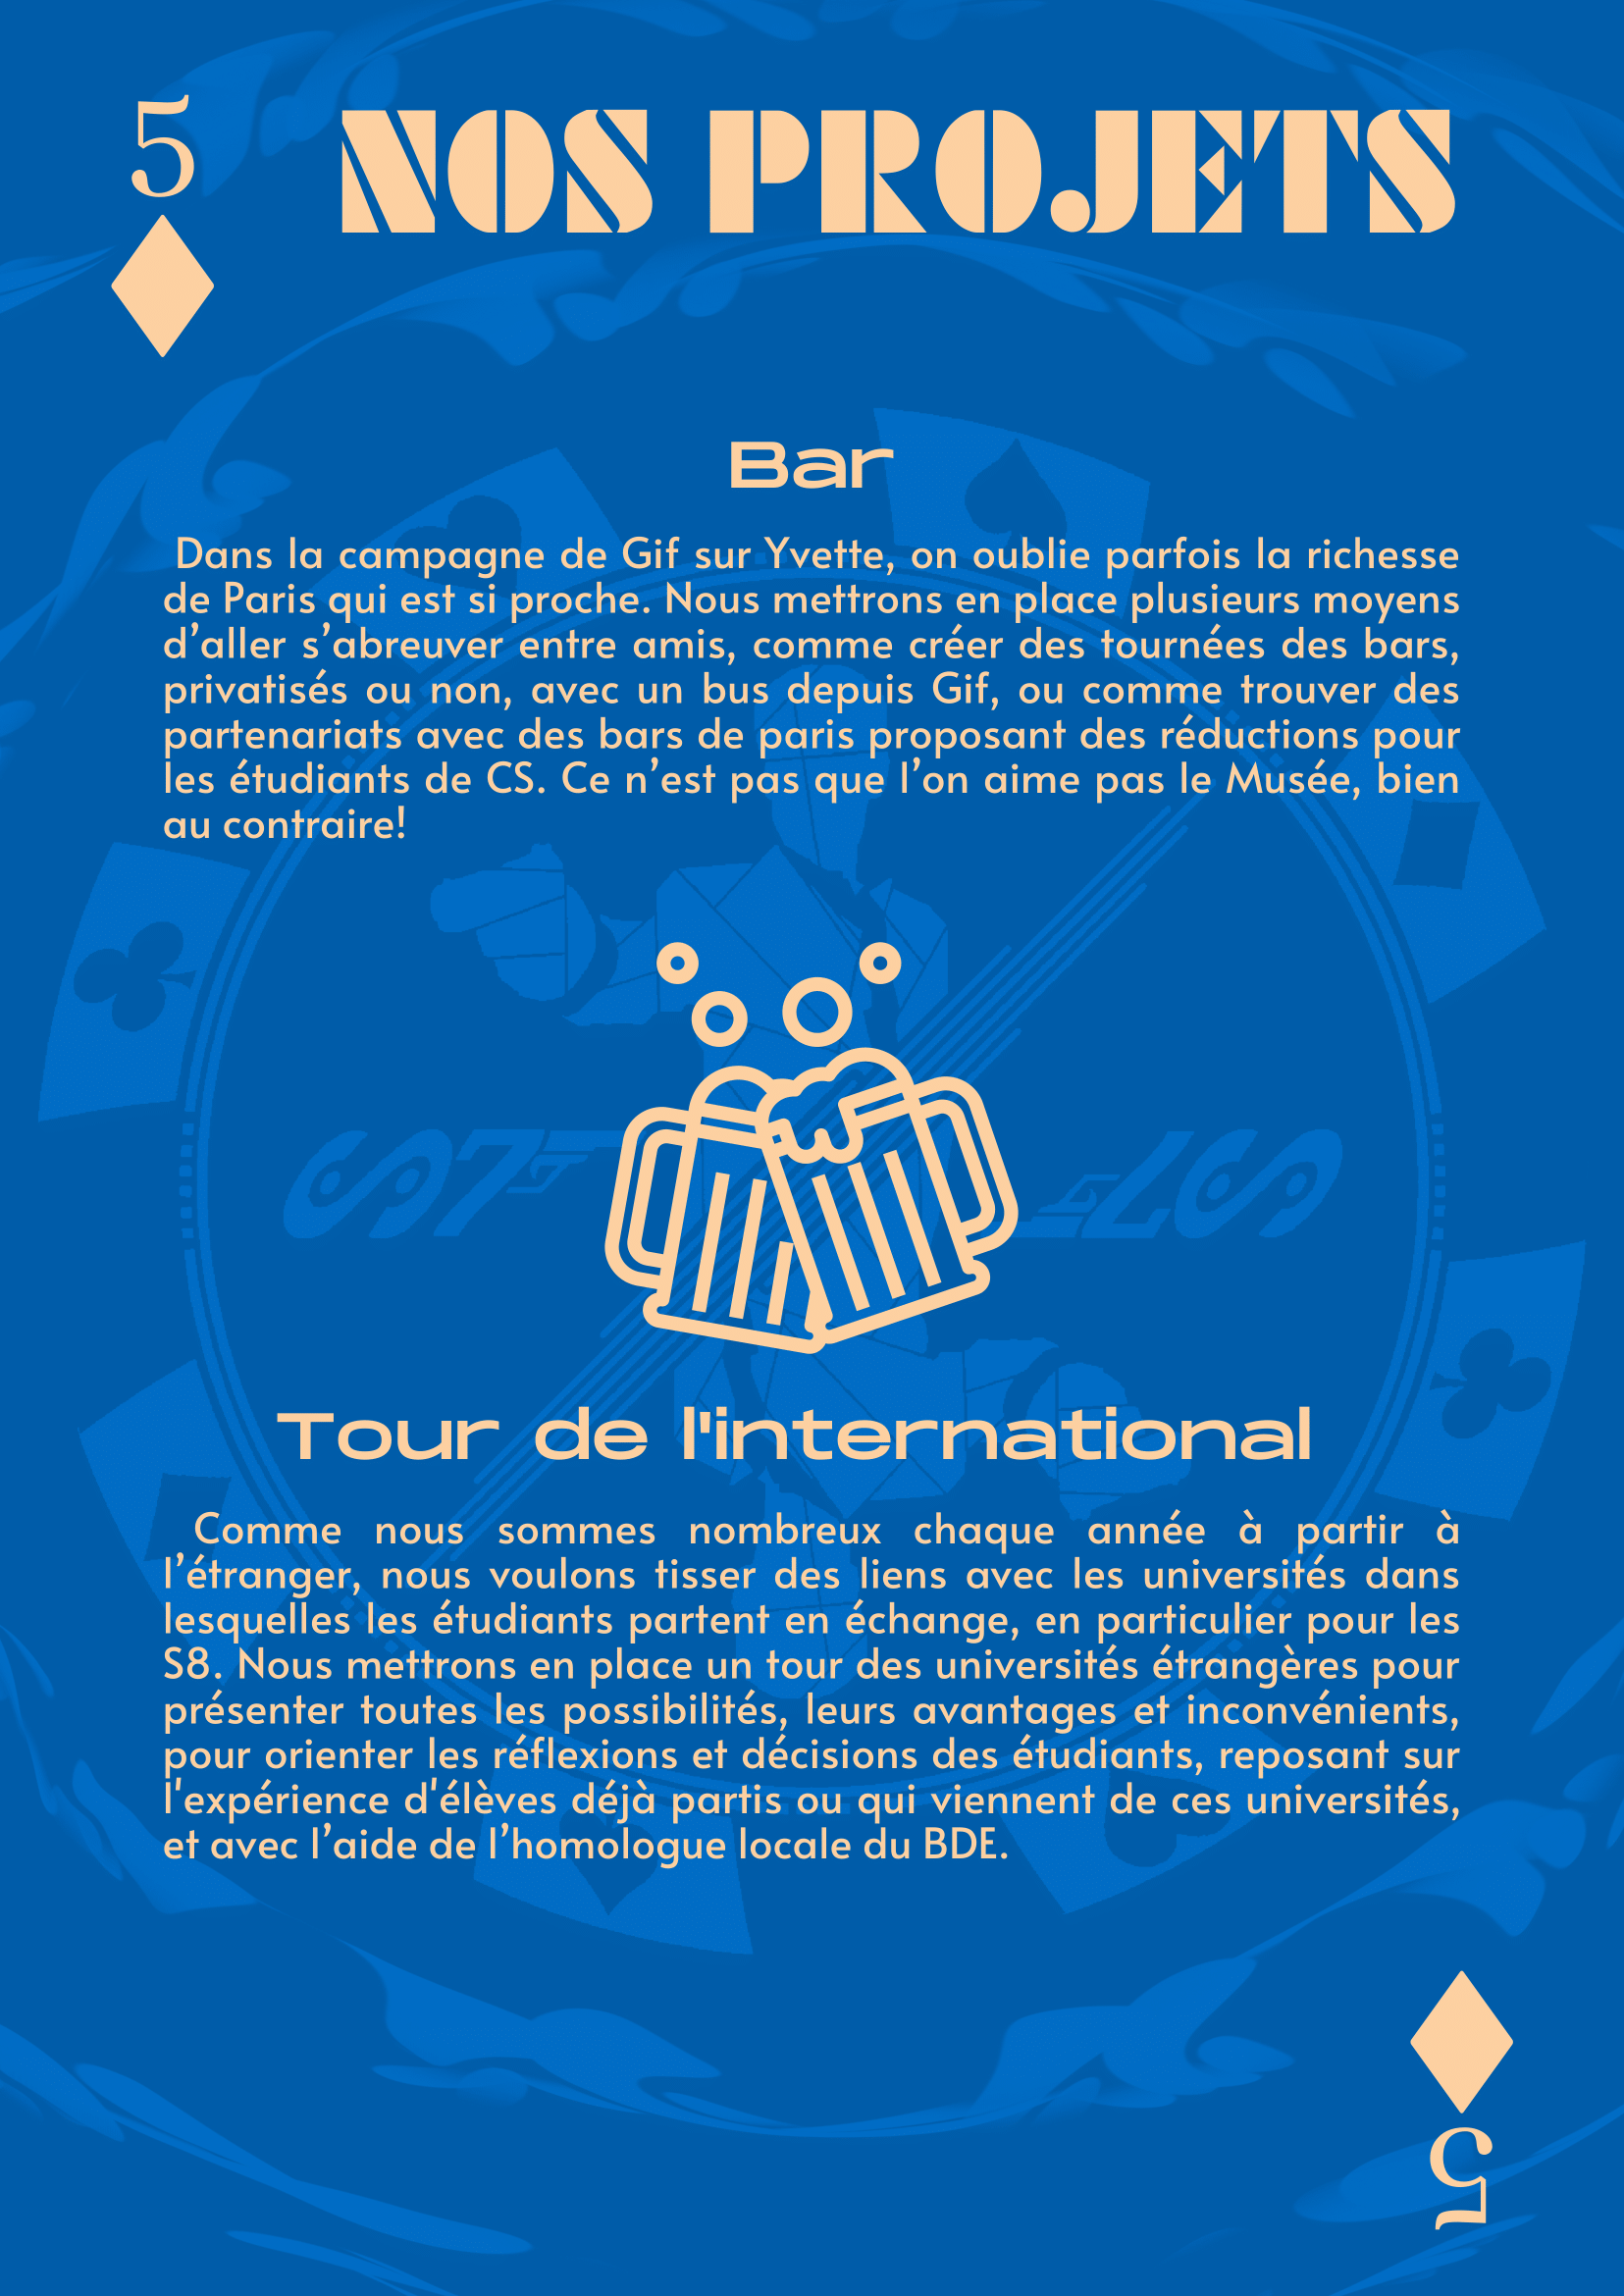 5
NOS PROJETS
Bar
Dans la campagne de Gif sur Yvette, on oublie parfois la richesse
de Paris qui est si proche. Nous mettrons en place plusieurs moyens
d’aller s’abreuver entre amis, comme créer des tournées des bars,
privatisés ou non, avec un bus depuis Gif, ou comme trouver des
partenariats avec des bars de paris proposant des réductions pour
les étudiants de CS. Ce n’est pas que l’on aime pas le Musée, bien
au contraire!
Tour de l'international
Comme nous sommes nombreux chaque année à partir à
l’étranger, nous voulons tisser des liens avec les universités dans
lesquelles les étudiants partent en échange, en particulier pour les
S8. Nous mettrons en place un tour des universités étrangères pour
présenter toutes les possibilités, leurs avantages et inconvénients,
pour orienter les réflexions et décisions des étudiants, reposant sur
l'expérience d'élèves déjà partis ou qui viennent de ces universités,
et avec l’aide de l’homologue locale du BDE.
5